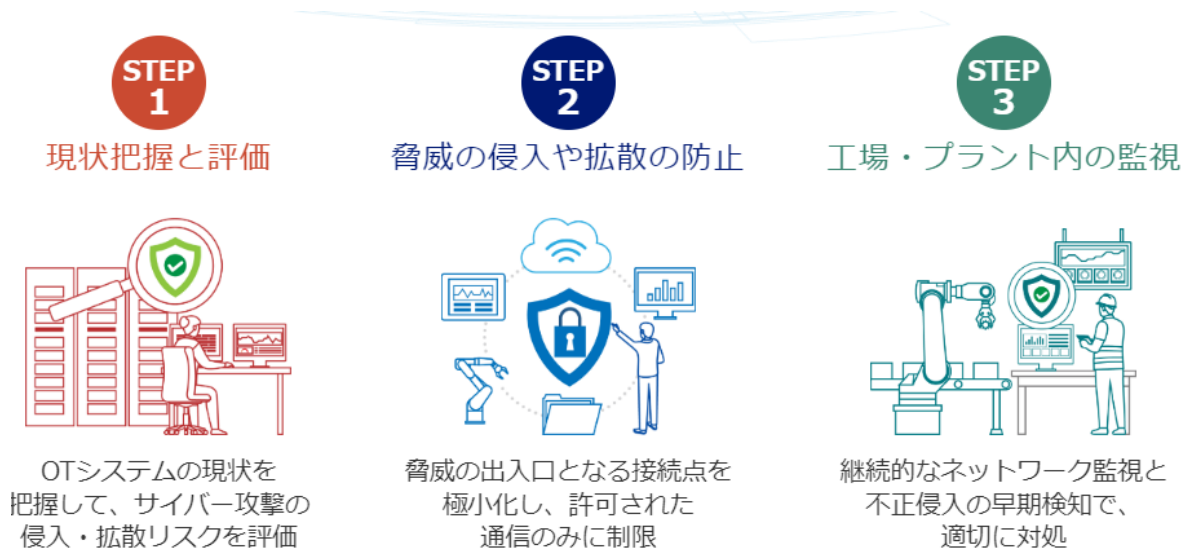 STEP
1
現状把握と評価
OTシステムの現状を
把握して、サイバー攻撃の
侵入・拡散リスクを評価
STEP
2
脅威の侵入や拡散の防止
脅威の出入口となる接続点を
極小化し、許可された
通信のみに制限
STEP
3
工場・プラント内の監視
継続的なネットワーク監視と
不正侵入の早期検知で、
適切に対処